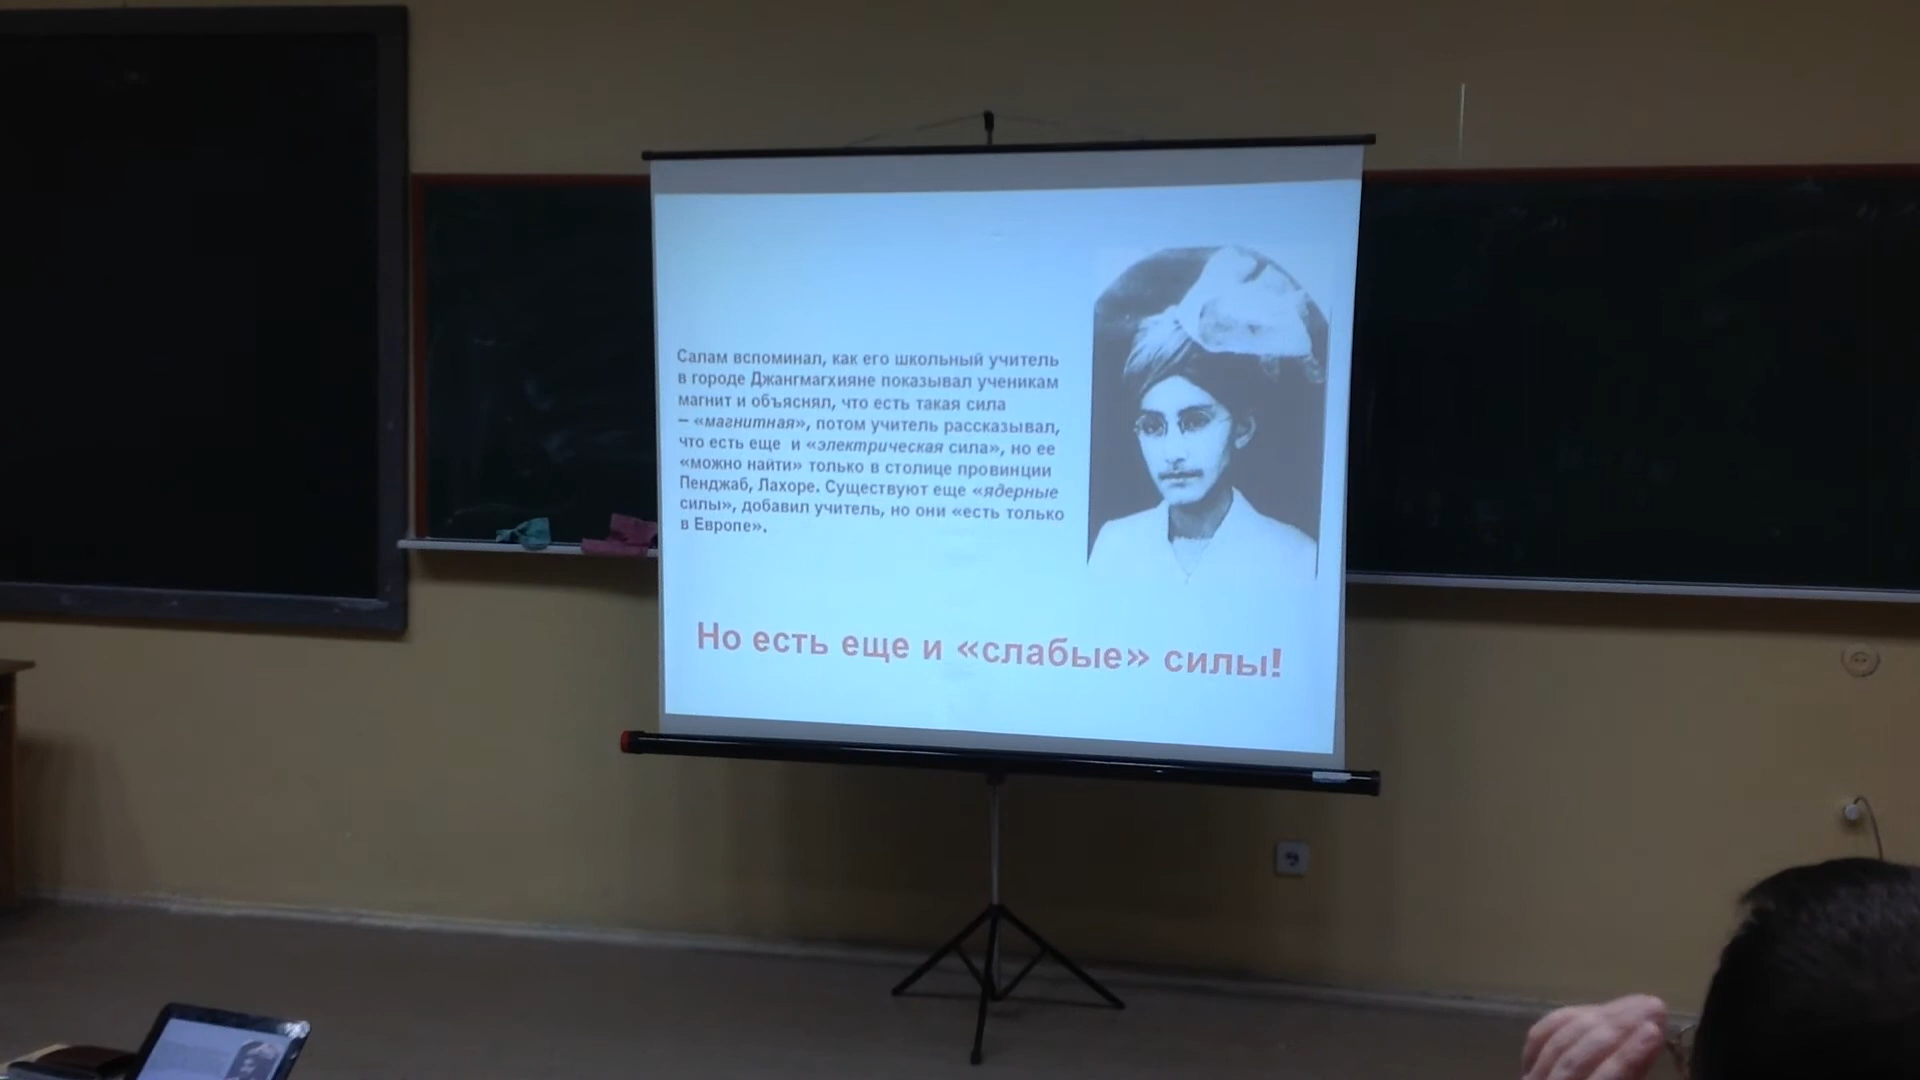 Салам вспоминал, как его школьный учитель
в городе Джангмагхияне показывал ученикам
магнит и объяснял, что есть такая сила
– «магнитная», потом учитель рассказывал,
что есть еще и «электрическая сила», но ее
«можно найти» только в столице провинции
Пенджаб, Лахоре. Существуют еще «ядерные
силы», добавил учитель, но они «есть только
в Европе».
Но есть еще и «слабые» силы!